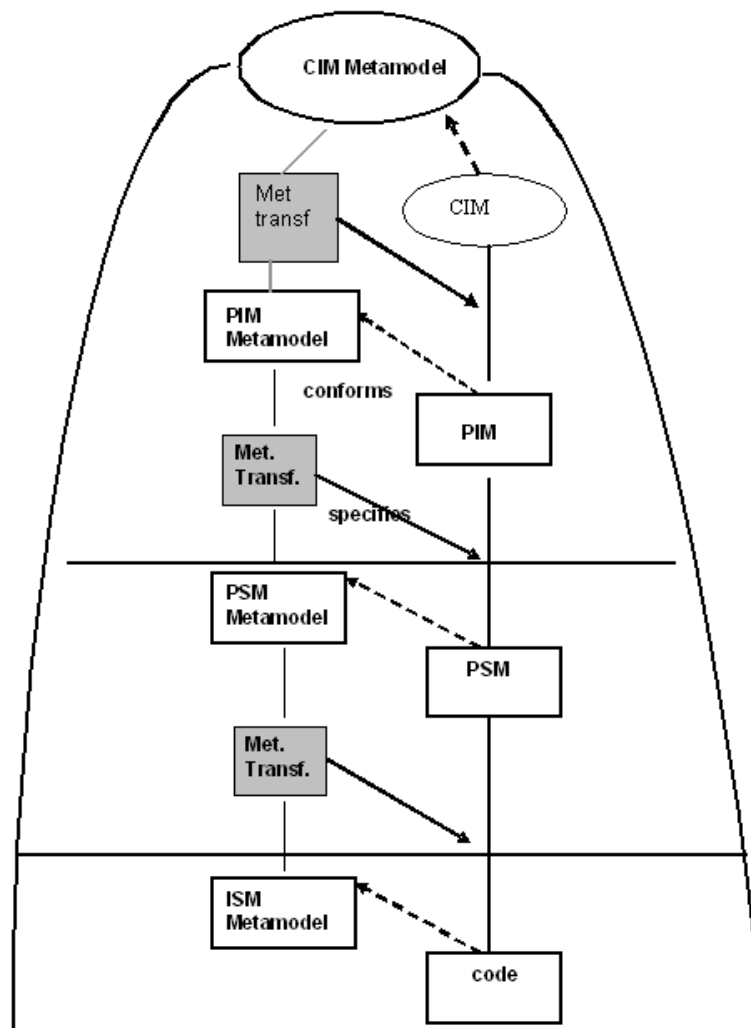 CIM Metamodel
Met
transf
CIM
PIM
Metamodel
conforms
PIM
Met.
Transf.
specifies
PSM
Metamodel
PSM
Met.
Transf.
ISM
Metamodel
code